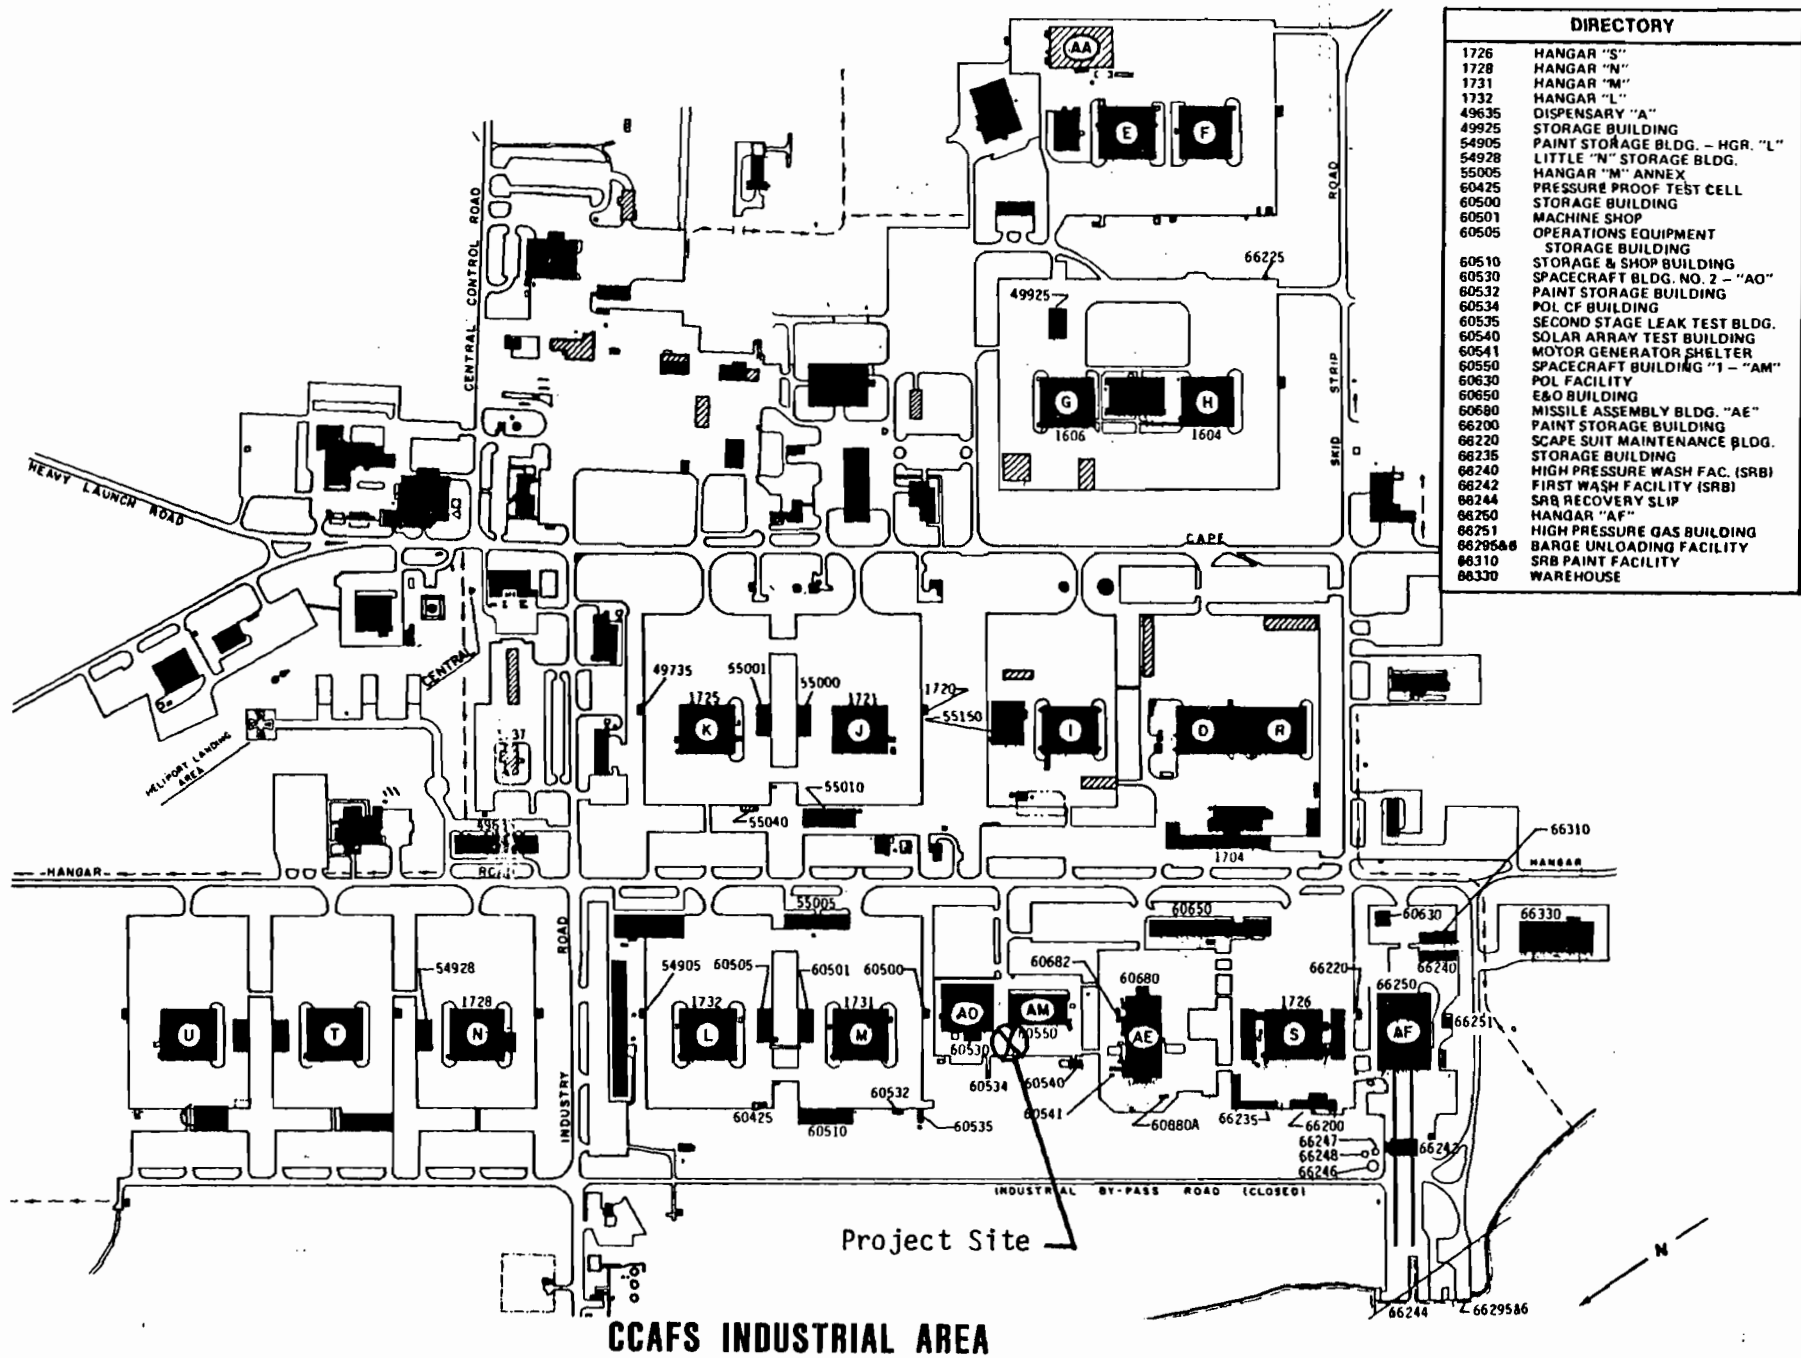 DIRECTORY
1726 HANGAR "S"
1728 HANGAR "N"
1731 HANGAR "M"
1732 HANGAR "L"
49635 DISPENSARY "A"
49925 STORAGE BUILDING
54905 PAINT STORAGE BLDG. – HGR. "L"
54928 LITTLE "N" STORAGE BLDG.
55005 HANGAR "M" ANNEX
60425 PRESSURE PROOF TEST CELL
60500 STORAGE BUILDING
60501 MACHINE SHOP
60505 OPERATIONS EQUIPMENT
STORAGE BUILDING
60510 STORAGE & SHOP BUILDING
60530 SPACECRAFT BLDG. NO. 2 – "AO"
60532 PAINT STORAGE BUILDING
60534 POL CF BUILDING
60535 SECOND STAGE LEAK TEST BLDG.
60540 SOLAR ARRAY TEST BUILDING
60541 MOTOR GENERATOR SHELTER
60550 SPACECRAFT BUILDING "1 – "AM"
60630 POL FACILITY
60650 E&O BUILDING
60680 MISSILE ASSEMBLY BLDG. "AE"
66200 PAINT STORAGE BUILDING
66220 SCAPE SUIT MAINTENANCE BLDG.
66235 STORAGE BUILDING
66240 HIGH PRESSURE WASH FAC. (SRB)
66242 FIRST WASH FACILITY (SRB)
66244 SRB RECOVERY SLIP
66250 HANGAR "AF"
66251 HIGH PRESSURE GAS BUILDING
66295&6 BARGE UNLOADING FACILITY
66310 SRB PAINT FACILITY
66330 WAREHOUSE
AA
E F
CENTRAL CONTROL ROAD
SKID STRIP ROAD
66225
49925
G H
1606 1604
HEAVY LAUNCH ROAD
CAPE
CENTRAL
HELIPORT LANDING
AREA
37
49735 55001 55000 1720
1725 1721 55150
K J I D R
55010
55040
1704
66310
HANGAR ROAD HANGAR
INDUSTRY ROAD
55005 60650 60630 66330
54928 54905 60505 60501 60500 60682 60680 66220 66240
1728 1732 1731 1726 66250
66251
U T N L M AO AM AE S AF
60530 60550
60534 60540
60541
60425 60510 60532 60535 60680A 66235 66200
66247 66242
66248
66246
INDUSTRIAL BY-PASS ROAD (CLOSED)
Project Site
N
66244 66295&6
CCAFS INDUSTRIAL AREA